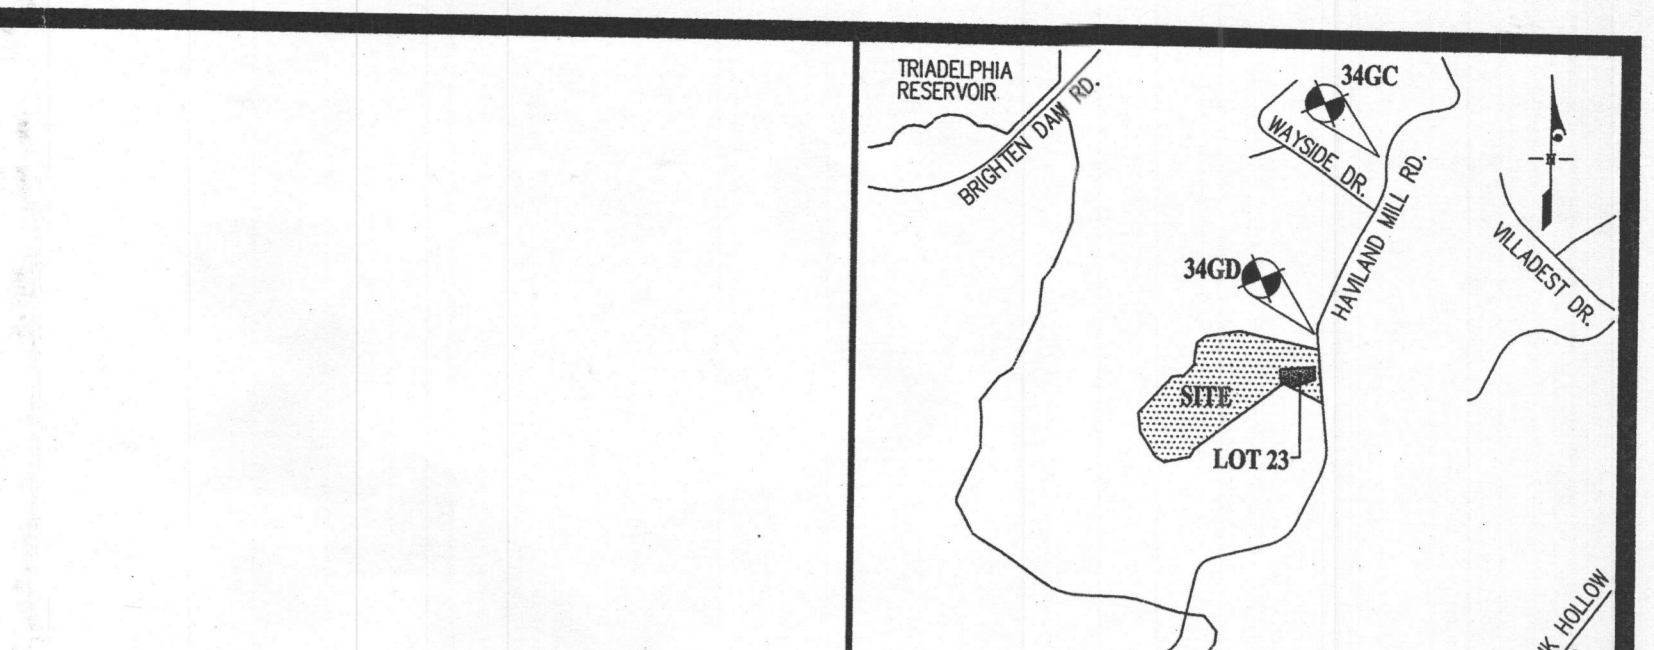 TRIADELPHIA
RESERVOIR
BRIGHTEN DAM RD.
34GC
WAYSIDE DR.
HAVILAND MILL RD.
N
VILLADEST DR.
34GD
SITE
LOT 23
HOLLOW